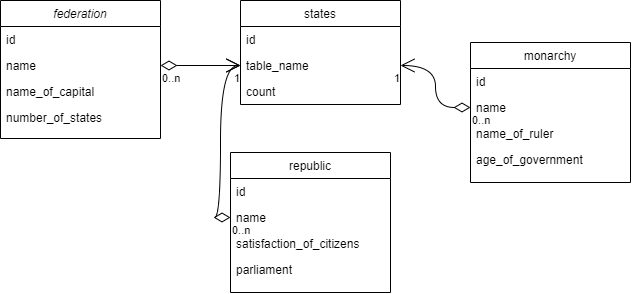 federation
id
name
name_of_capital
number_of_states
0..n
states
id
table_name
count
1
1
monarchy
id
name
0..n
name_of_ruler
age_of_government
republic
id
name
0..n
satisfaction_of_citizens
parliament